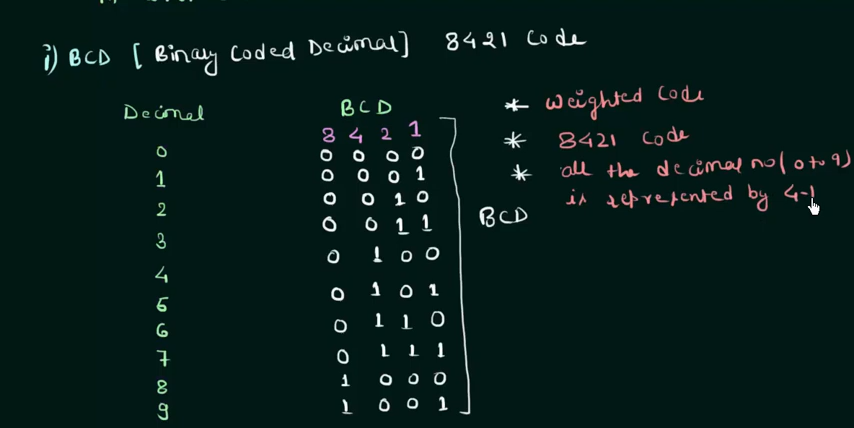 i) BCD [ Binary Coded Decimal] 8421 Code
Decimal BCD
8 4 2 1
0 0 0 0 0
1 0 0 0 1
2 0 0 1 0
3 0 0 1 1
4 0 1 0 0
5 0 1 0 1
6 0 1 1 0
7 0 1 1 1
8 1 0 0 0
9 1 0 0 1
BCD
* Weighted Code
* 8421 Code
* all the decimal no(0 to 9)
is represented by 4-